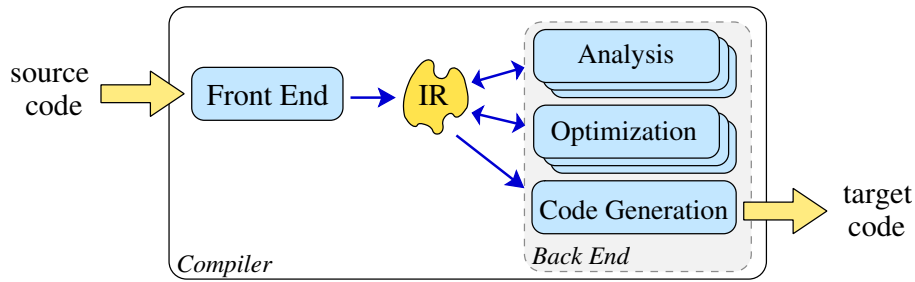 source
code
Front End
IR
Analysis
Optimization
Code Generation
target
code
Compiler
Back End